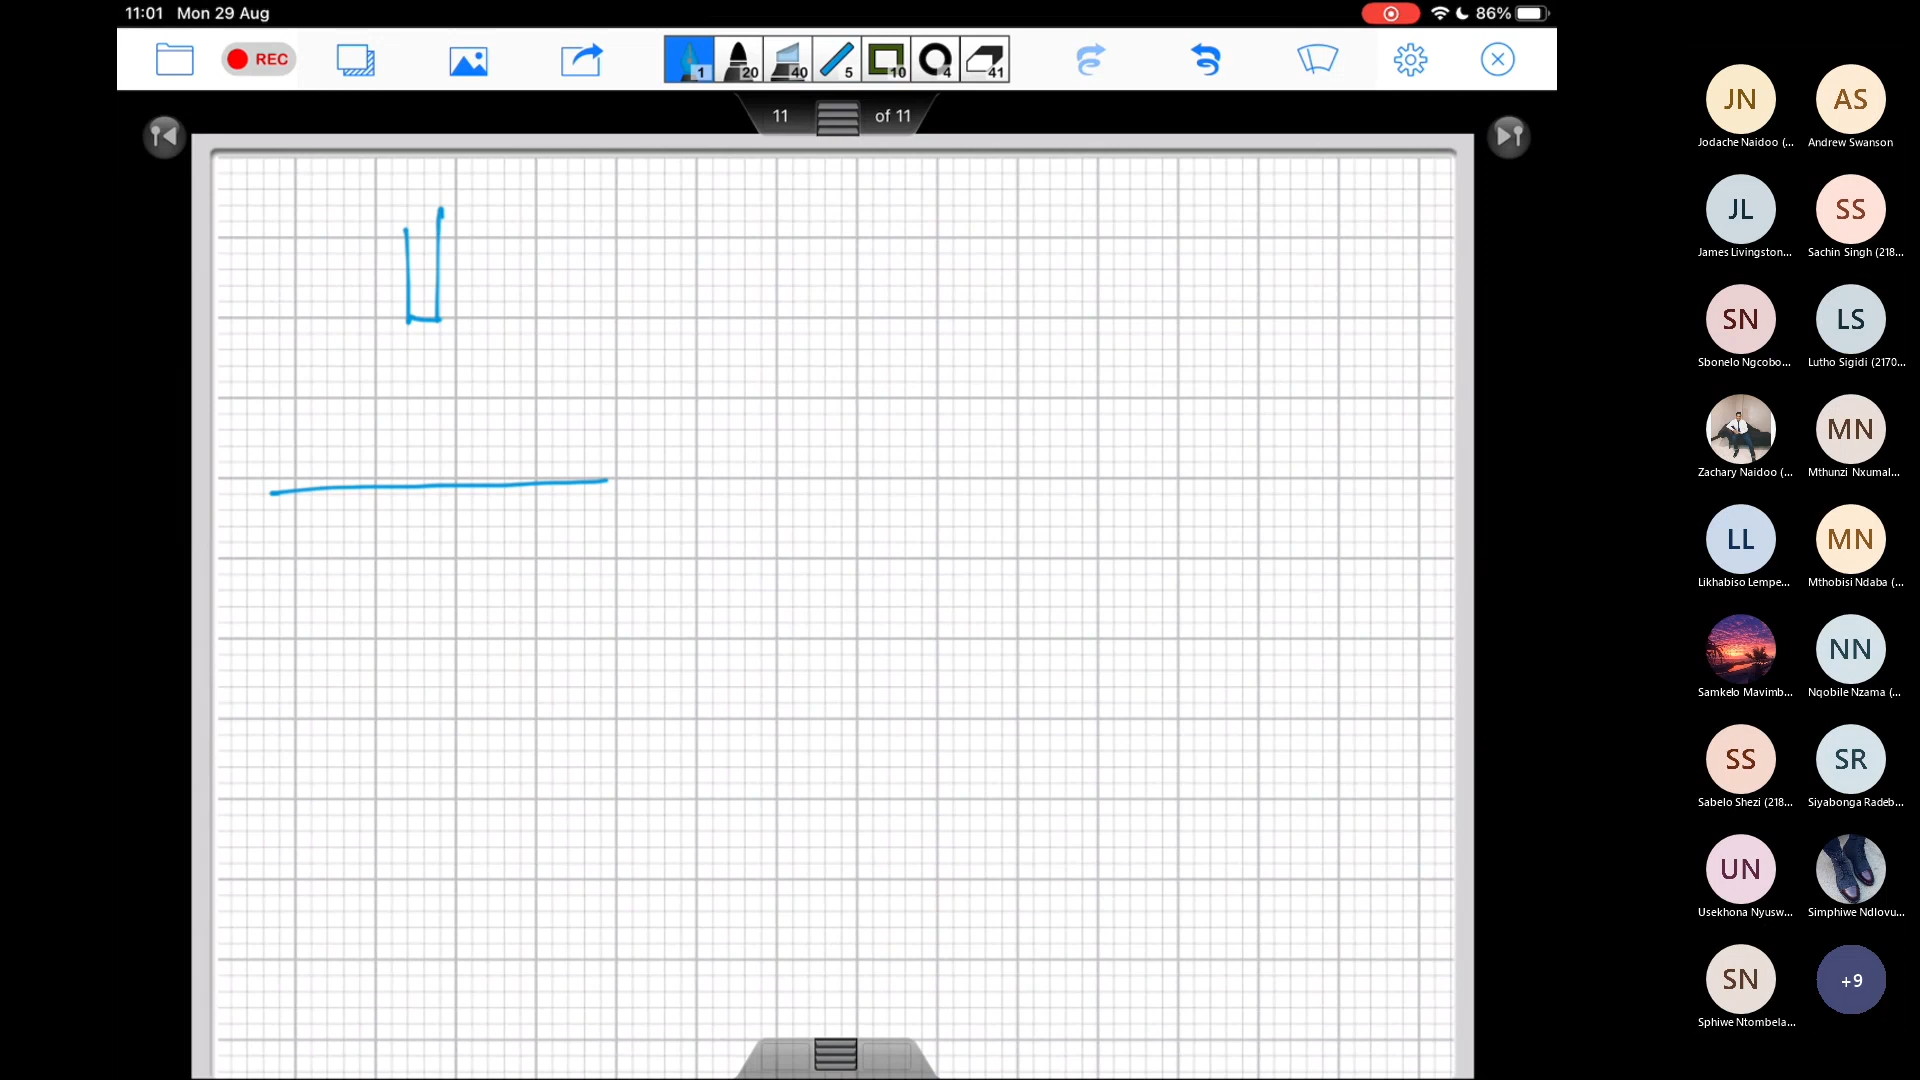 11:01 Mon 29 Aug
86%
REC
1
20
40
5
10
4
41
11 of 11
JN
AS
Jodache Naidoo (...
Andrew Swanson
JL
SS
James Livingston...
Sachin Singh (218...
SN
LS
Sbonelo Ngcobo...
Lutho Sigidi (2170...
MN
Zachary Naidoo (...
Mthunzi Nxumal...
LL
MN
Likhabiso Lempe...
Mthobisi Ndaba (...
NN
Samkelo Mavimb...
Nqobile Nzama (...
SS
SR
Sabelo Shezi (218...
Siyabonga Radeb...
UN
Usekhona Nyusw...
Simphiwe Ndlovu...
SN
+9
Sphiwe Ntombela...